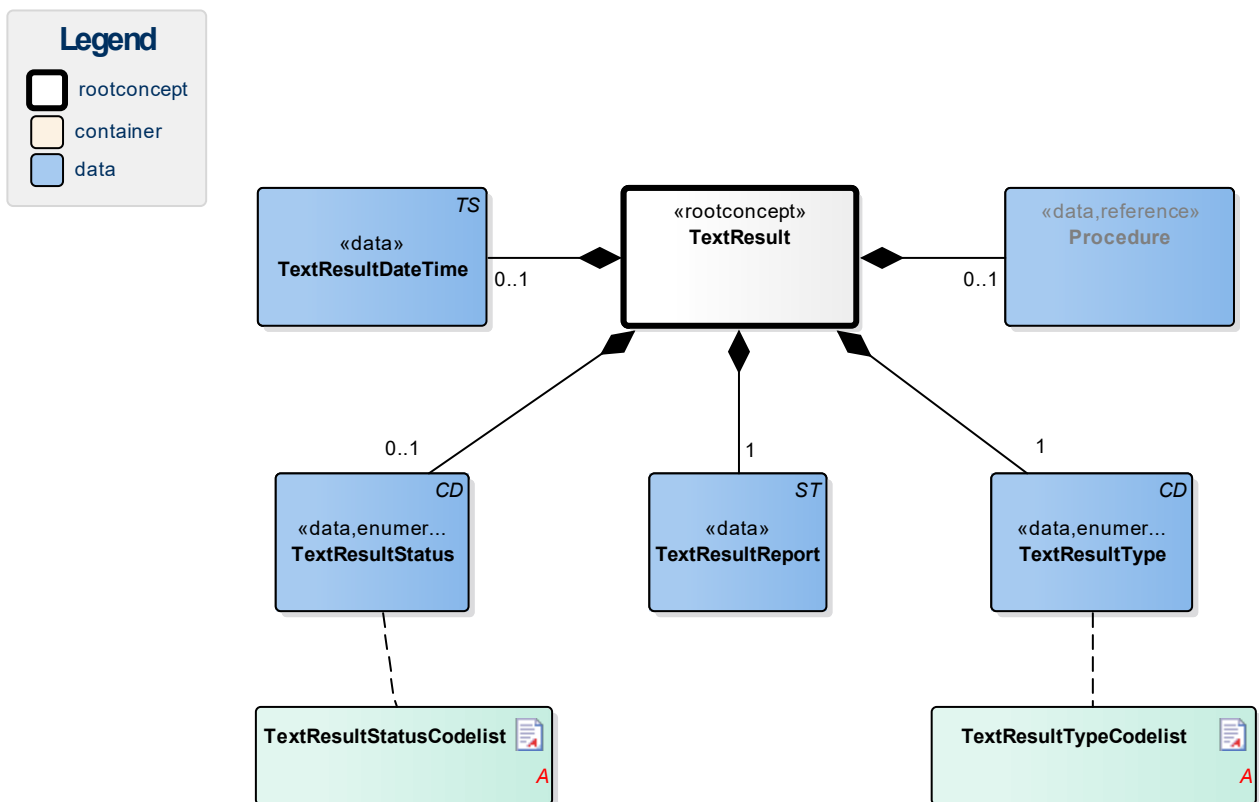 Legend
rootconcept
container
data
TS
«data»
TextResultDateTime
0..1
«rootconcept»
TextResult
«data,reference»
Procedure
0..1
0..1
1
1
CD
«data,enumer...
TextResultStatus
ST
«data»
TextResultReport
CD
«data,enumer...
TextResultType
TextResultStatusCodelist
A
TextResultTypeCodelist
A